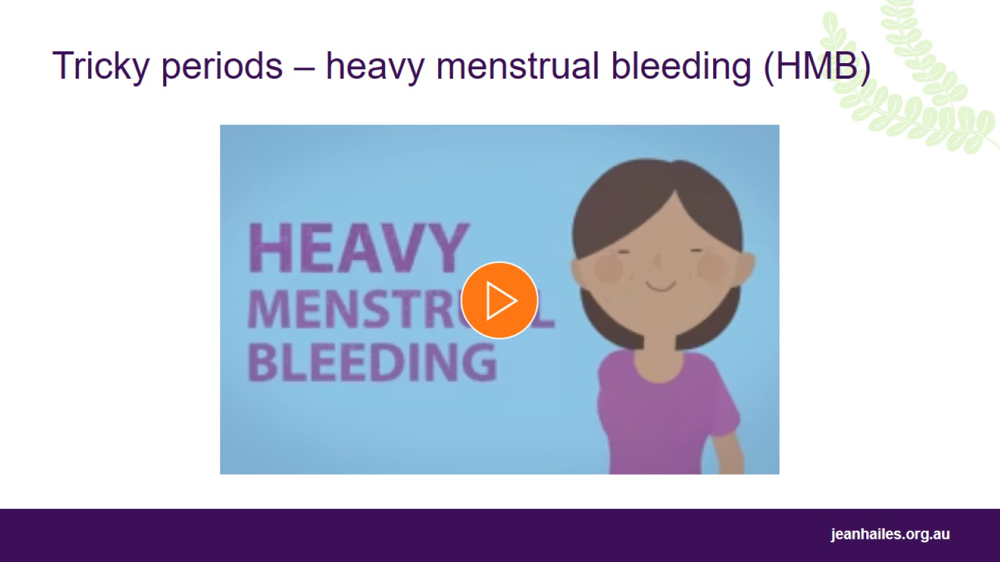 Tricky periods – heavy menstrual bleeding (HMB)
HEAVY
BLEEDING
jeanhailes.org.au